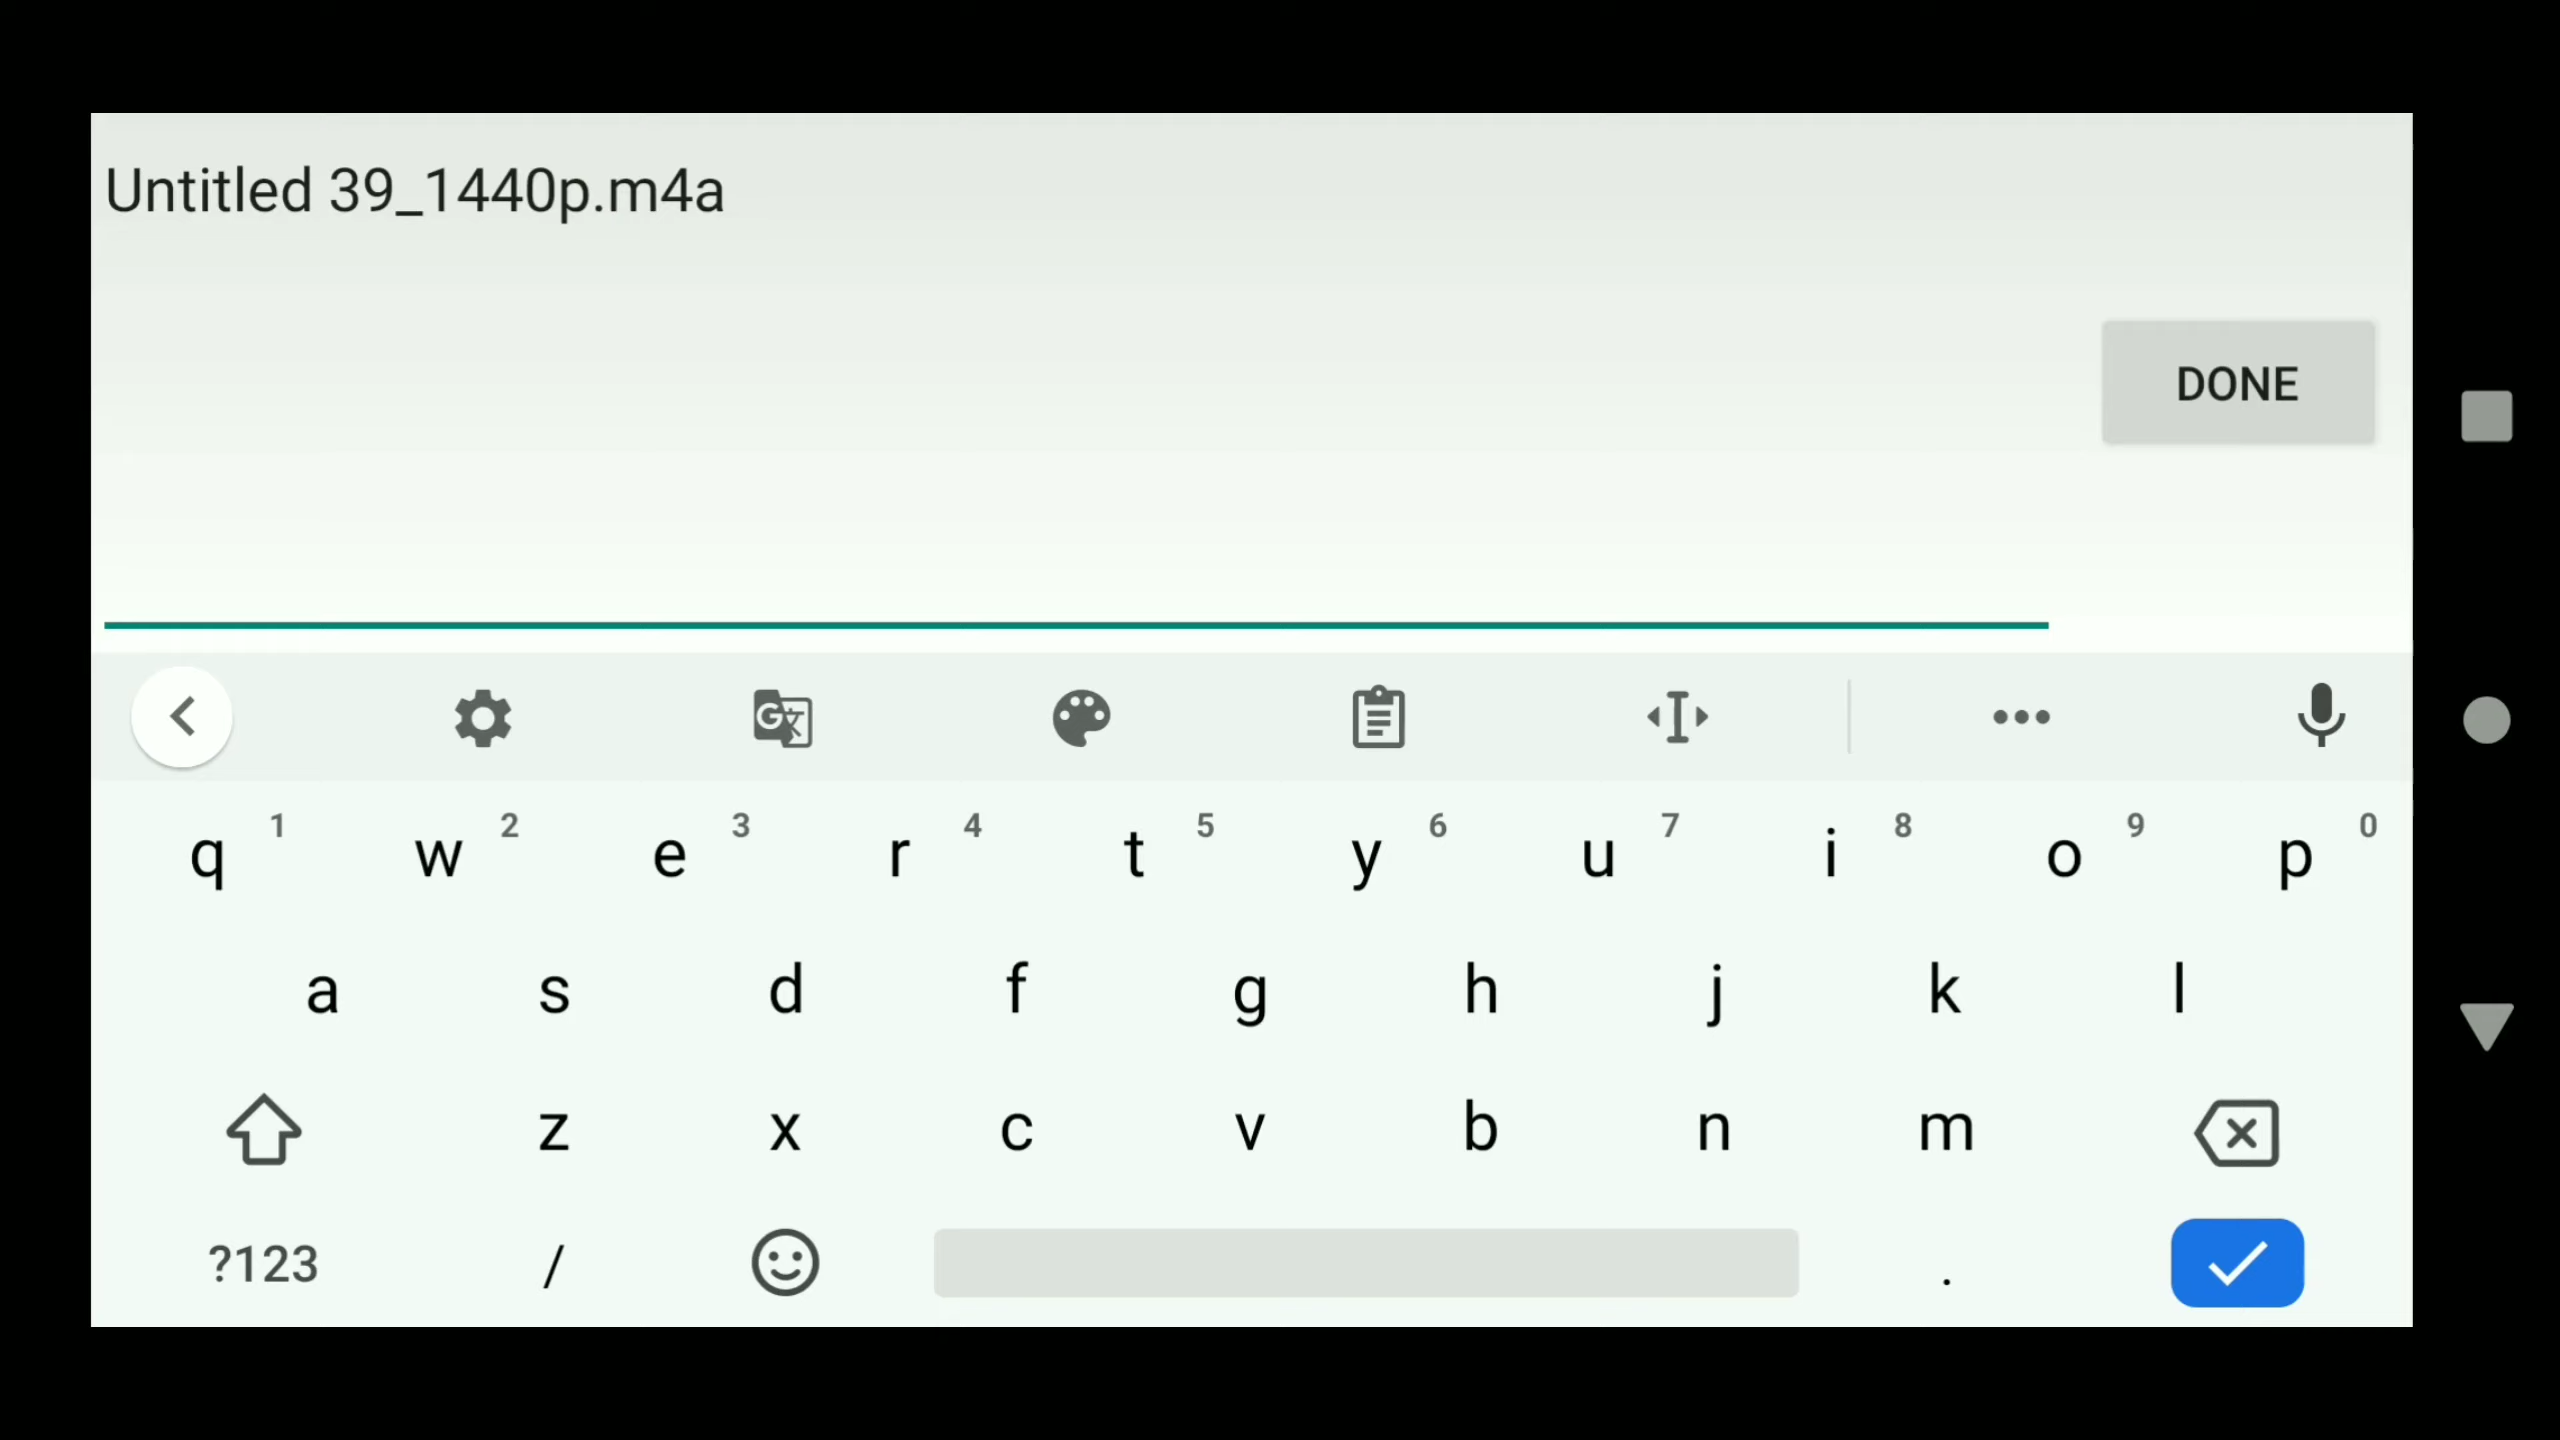 Untitled 39_1440p.m4a
DONE
q 1 w 2 e 3 r 4 t 5 y 6 u 7 i 8 o 9 p 0
a s d f g h j k l
z x c v b n m
?123 / .